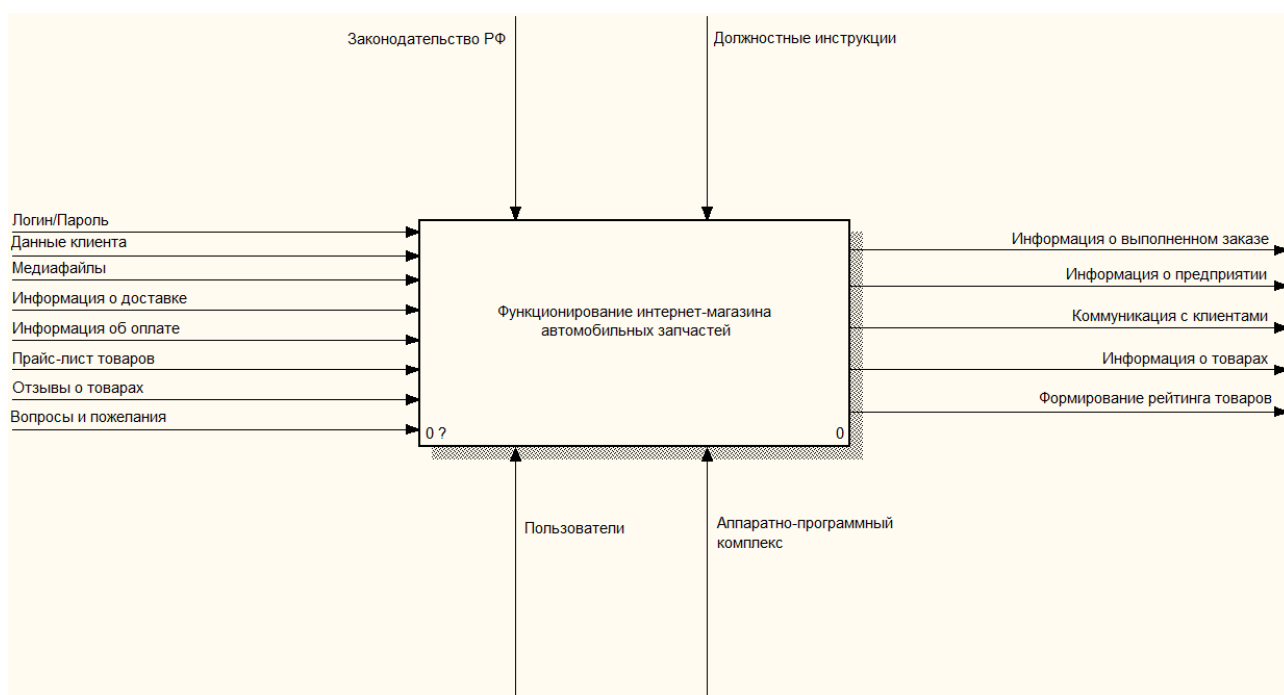 Законодательство РФ
Должностные инструкции
Логин/Пароль
Данные клиента
Медиафайлы
Информация о доставке
Информация об оплате
Прайс-лист товаров
Отзывы о товарах
Вопросы и пожелания
Функционирование интернет-магазина
автомобильных запчастей
0 ?
0
Информация о выполненном заказе
Информация о предприятии
Коммуникация с клиентами
Информация о товарах
Формирование рейтинга товаров
Пользователи
Аппаратно-программный
комплекс